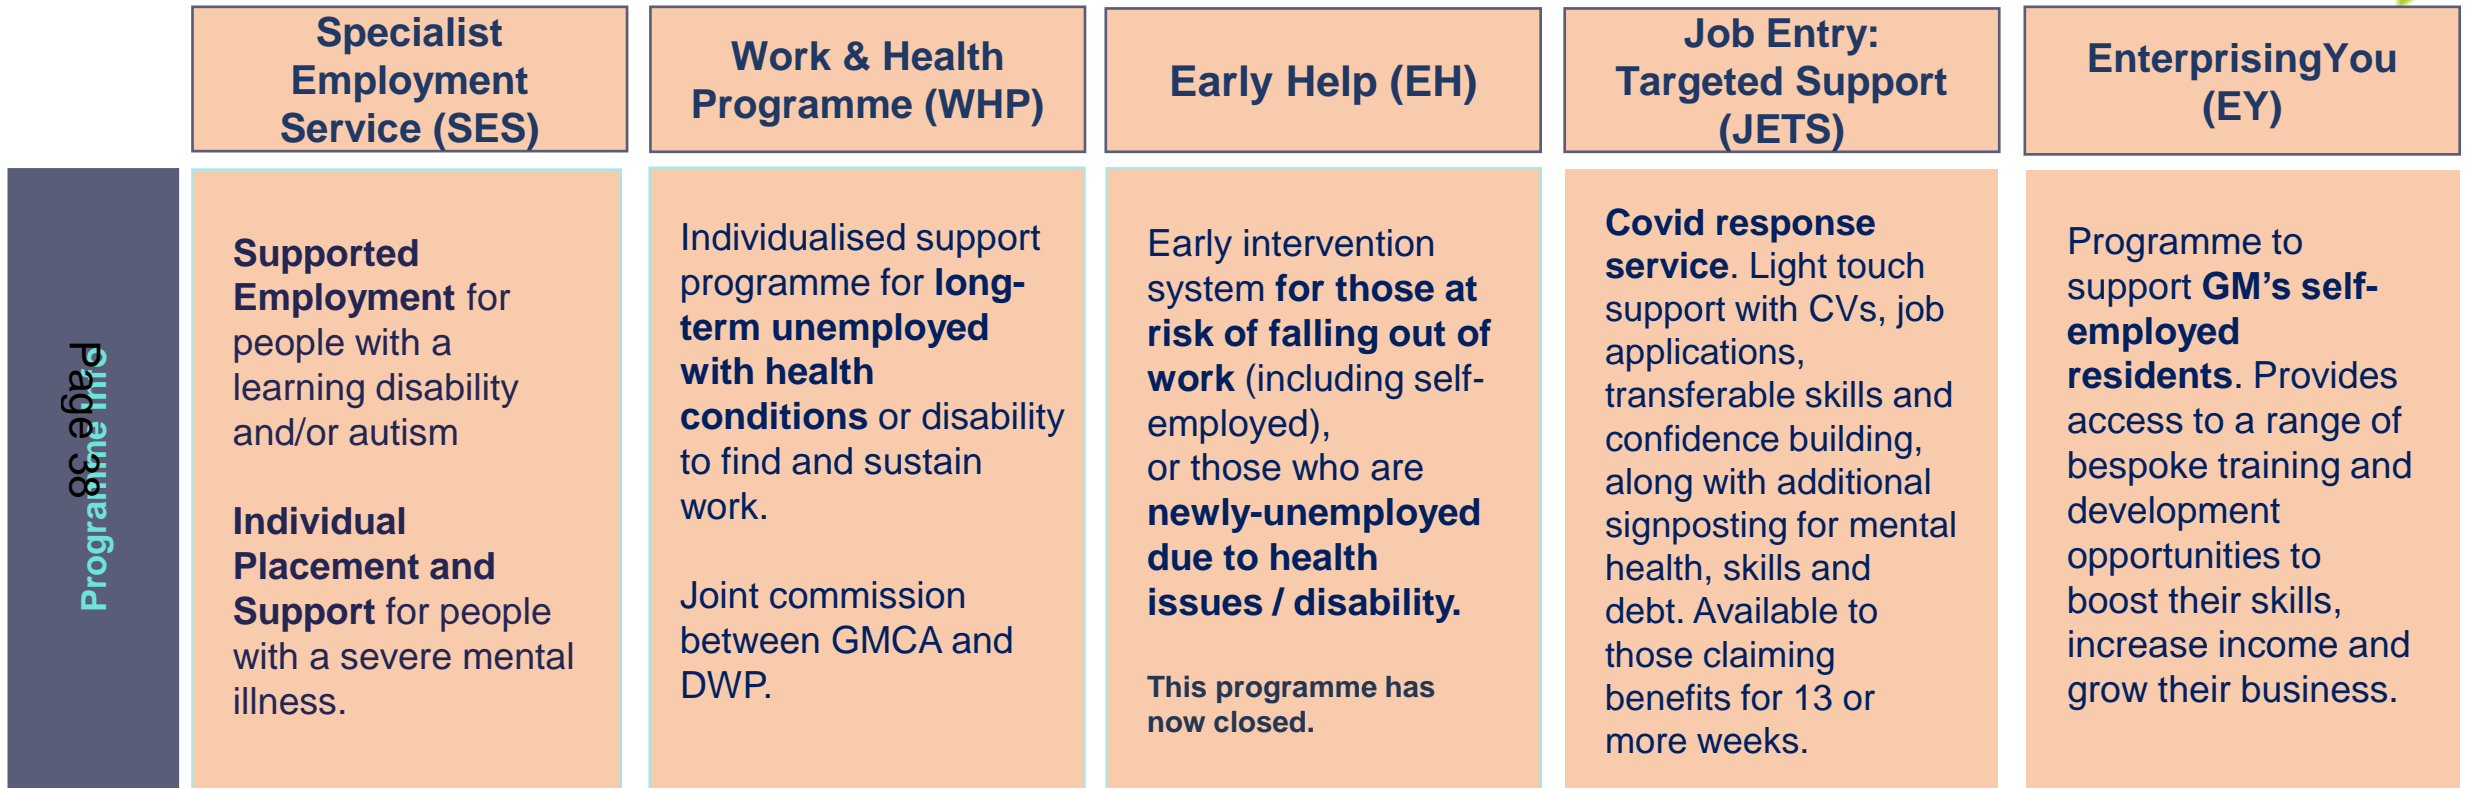 Specialist
Employment
Service (SES)
Work & Health
Programme (WHP)
Early Help (EH)
Job Entry:
Targeted Support
(JETS)
EnterprisingYou
(EY)
Programme Info
Page 38
Supported
Employment for
people with a
learning disability
and/or autism
Individual
Placement and
Support for people
with a severe mental
illness.
Individualised support
programme for long-
term unemployed
with health
conditions or disability
to find and sustain
work.
Joint commission
between GMCA and
DWP.
Early intervention
system for those at
risk of falling out of
work (including self-
employed),
or those who are
newly-unemployed
due to health
issues / disability.
This programme has
now closed.
Covid response
service. Light touch
support with CVs, job
applications,
transferable skills and
confidence building,
along with additional
signposting for mental
health, skills and
debt. Available to
those claiming
benefits for 13 or
more weeks.
Programme to
support GM’s self-
employed
residents. Provides
access to a range of
bespoke training and
development
opportunities to
boost their skills,
increase income and
grow their business.